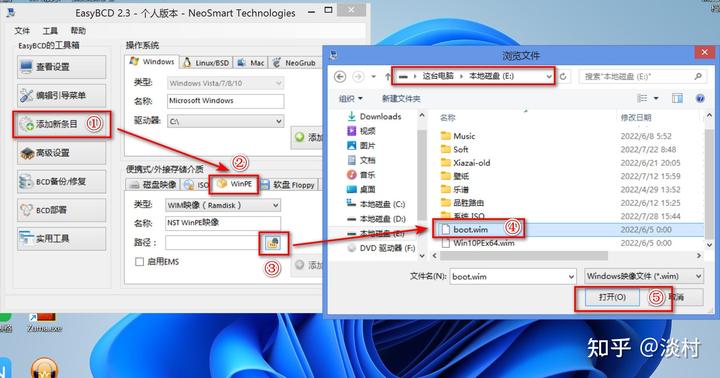 EasyBCD 2.3 - 个人版本 - NeoSmart Technologies
文件 工具 帮助
EasyBCD的工具箱
查看设置
编辑引导菜单
添加新条目 ①
高级设置
BCD备份/修复
BCD部署
实用工具
操作系统
Windows Linux/BSD Mac NeoGrub
类型: Windows Vista/7/8/10
名称: Microsoft Windows
驱动器: C:\
添加
②
便携式/外接存储介质
磁盘映像 ISO WinPE 软盘 Floppy
类型: WIM映像（Ramdisk）
名称: NST WinPE映像
路径:
③
启用EMS
添加
浏览文件
这台电脑 本地磁盘 (E:)
搜索"本地磁盘 (E:)"
组织 新建文件夹
Downloads
视频
图片
文档
音乐
桌面
本地磁盘 (C:)
本地磁盘 (D:)
本地磁盘 (E:)
DVD 驱动器 (F:)
名称 修改日期
Music 2022/6/8 5:52
Soft 2022/7/22 8:48
Xiazai-old 2022/6/21 20:05
壁纸 2022/7/13 6:52
乐谱 2022/4/29 13:52
品胜路由 2022/5/27 13:12
系统 ISO 2022/7/28 15:44
boot.wim ④ 2022/6/5 0:00
Win10PEx64.wim 2022/6/5 0:00
文件名(N): boot.wim Windows映像文件 (*.wim)
打开(O) ⑤ 取消
Zuma.exe
知乎 @淡村